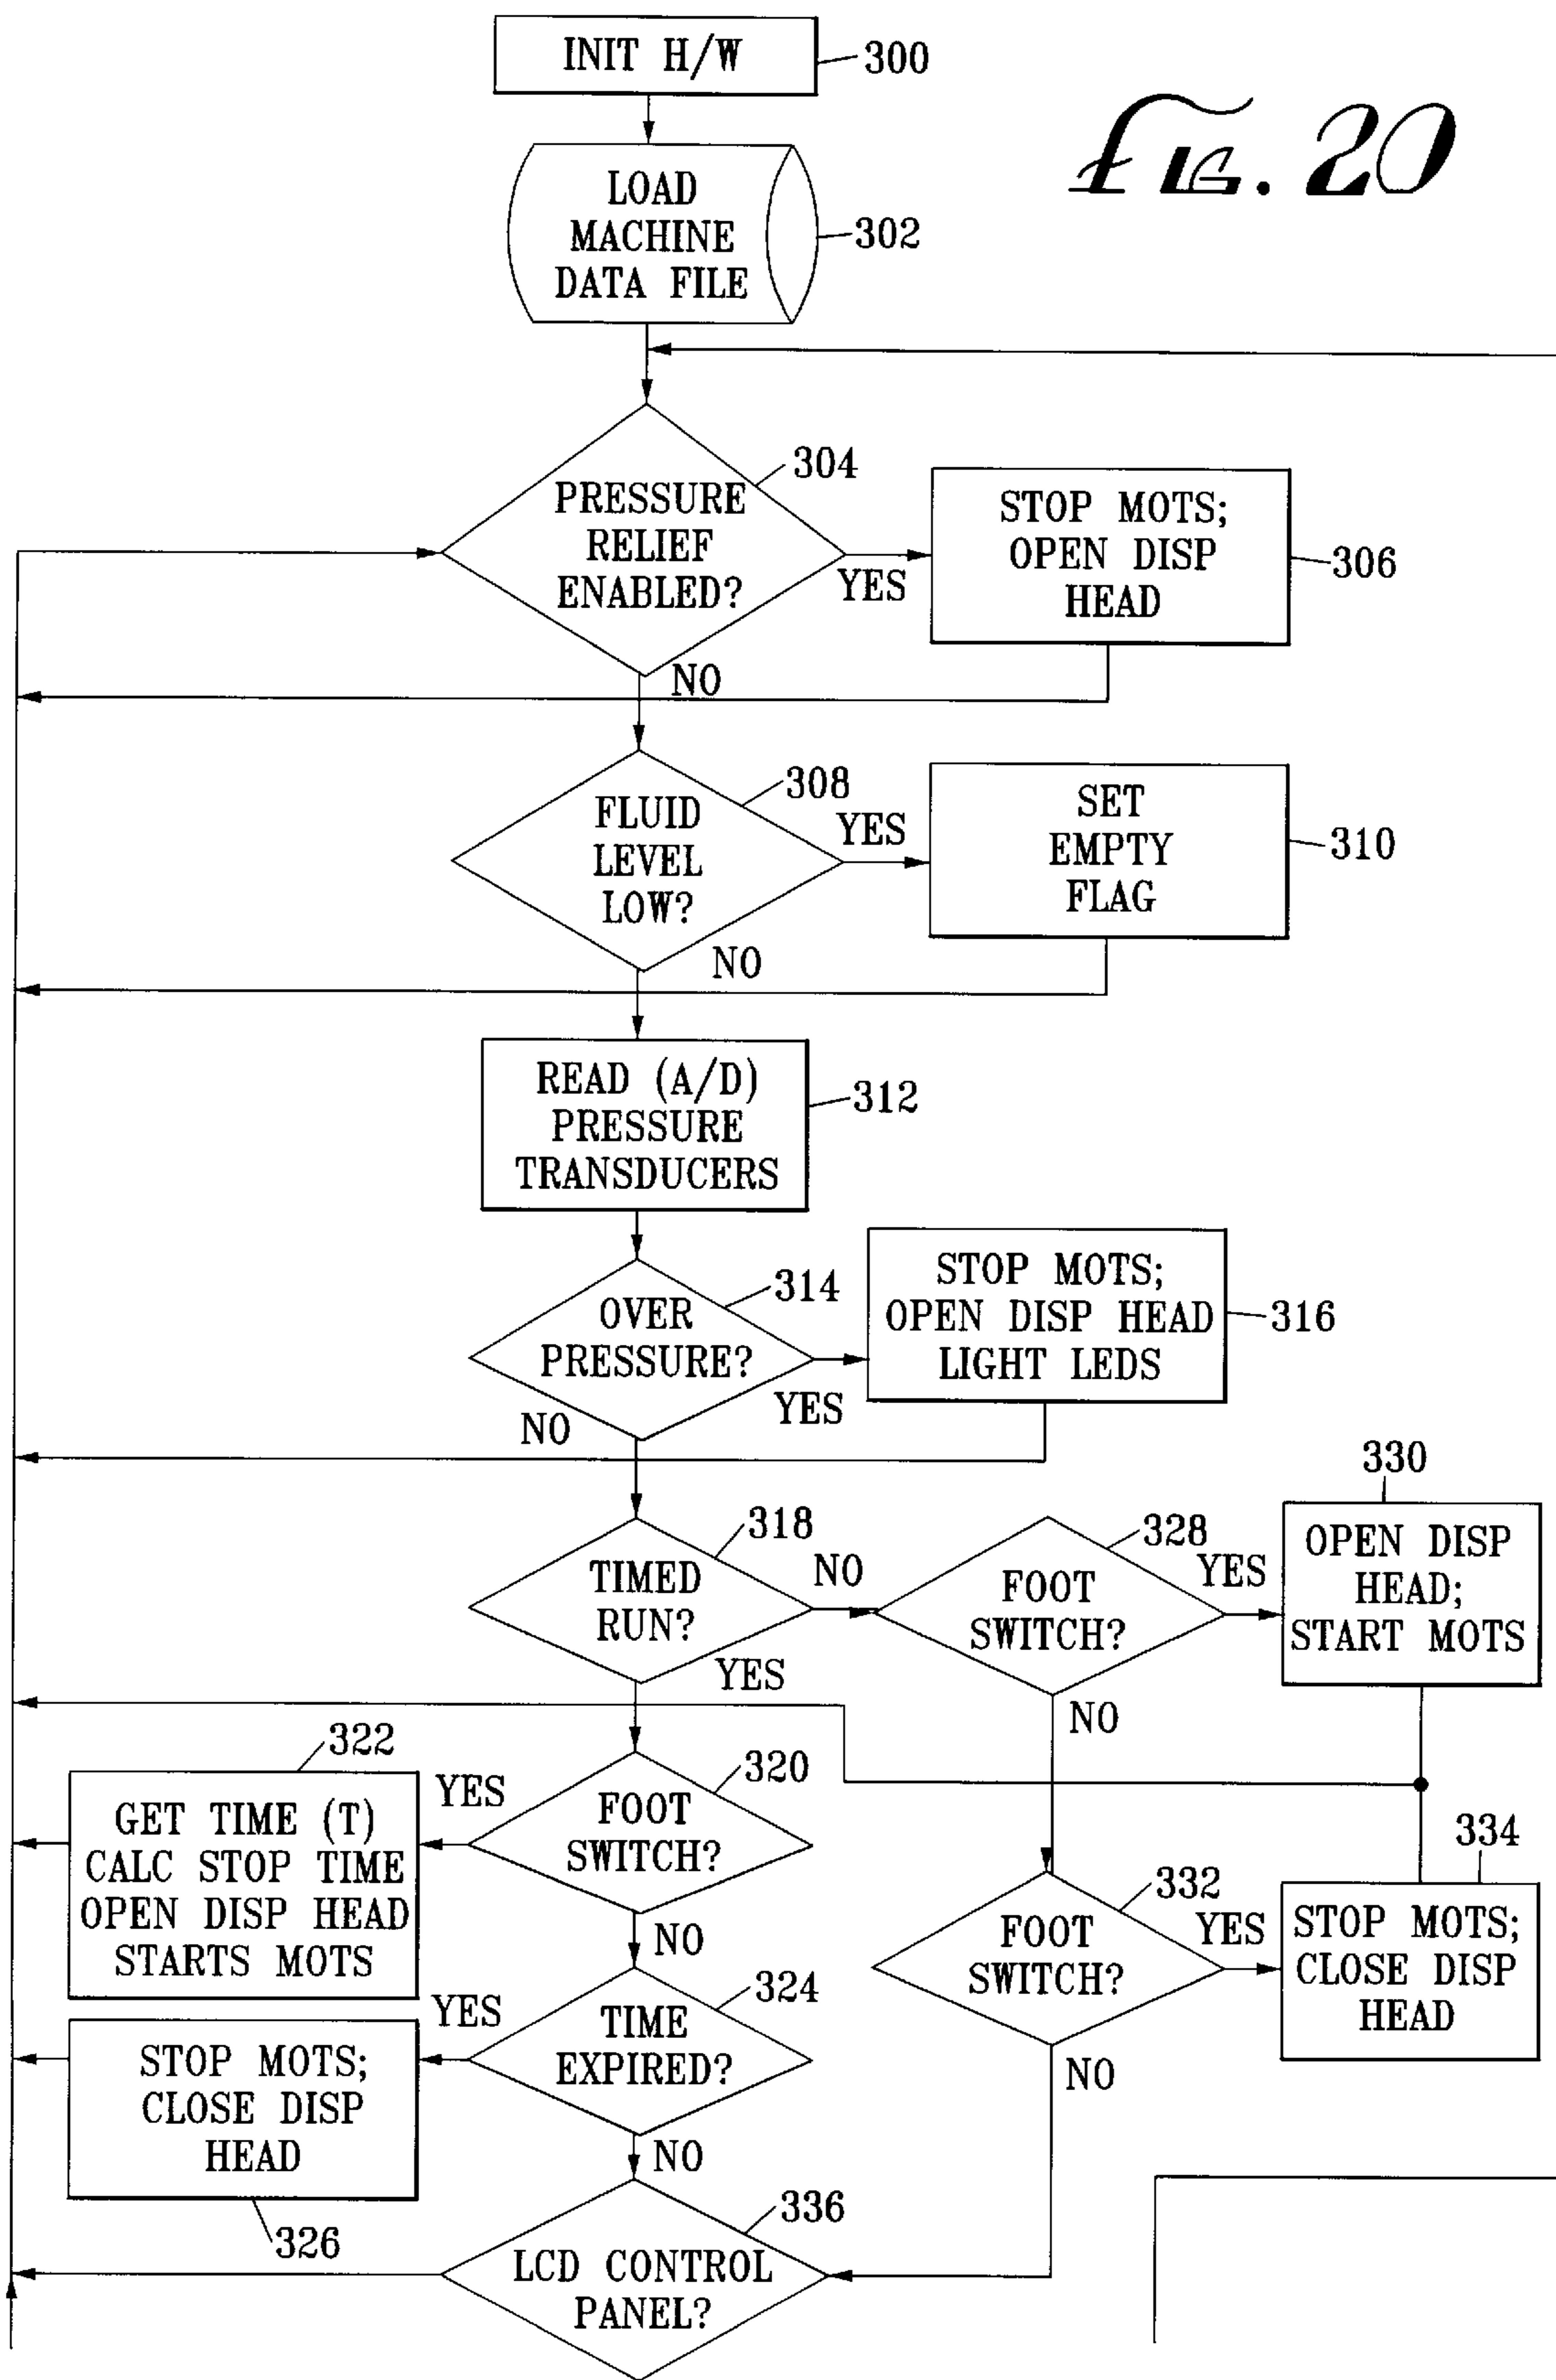 INIT H/W
300
FIG. 20
LOAD
MACHINE
DATA FILE
302
304
PRESSURE
RELIEF
ENABLED?
YES
STOP MOTS;
OPEN DISP
HEAD
306
NO
308
FLUID
LEVEL
LOW?
YES
SET
EMPTY
FLAG
310
NO
READ (A/D)
PRESSURE
TRANSDUCERS
312
314
OVER
PRESSURE?
YES
STOP MOTS;
OPEN DISP HEAD
LIGHT LEDS
316
NO
318
TIMED
RUN?
NO
328
FOOT
SWITCH?
YES
330
OPEN DISP
HEAD;
START MOTS
YES
NO
322
GET TIME (T)
CALC STOP TIME
OPEN DISP HEAD
STARTS MOTS
YES
320
FOOT
SWITCH?
NO
332
FOOT
SWITCH?
YES
334
STOP MOTS;
CLOSE DISP
HEAD
NO
324
TIME
EXPIRED?
YES
STOP MOTS;
CLOSE DISP
HEAD
326
NO
336
LCD CONTROL
PANEL?